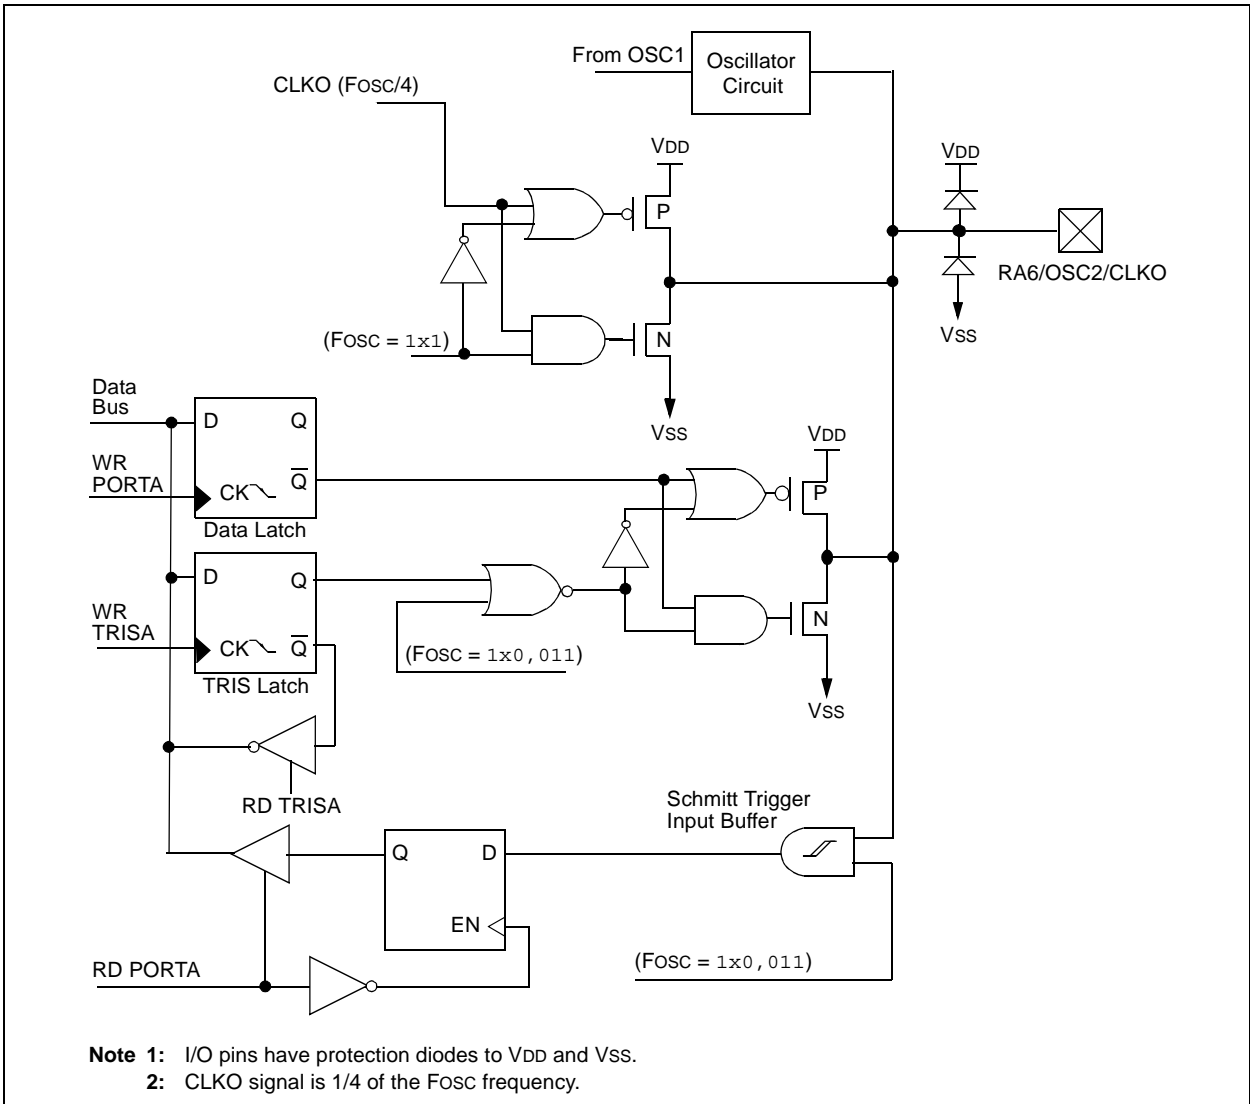 From OSC1
Oscillator
Circuit
CLKO (FOSC/4)
VDD
P
VDD
RA6/OSC2/CLKO
VSS
(FOSC = 1x1)
N
VSS
Data
Bus
D
Q
WR
PORTA
CK
Q
Data Latch
VDD
P
D
Q
WR
TRISA
CK
Q
TRIS Latch
(FOSC = 1x0,011)
N
VSS
RD TRISA
Schmitt Trigger
Input Buffer
Q
D
EN
RD PORTA
(FOSC = 1x0,011)
Note 1: I/O pins have protection diodes to VDD and VSS.
2: CLKO signal is 1/4 of the FOSC frequency.